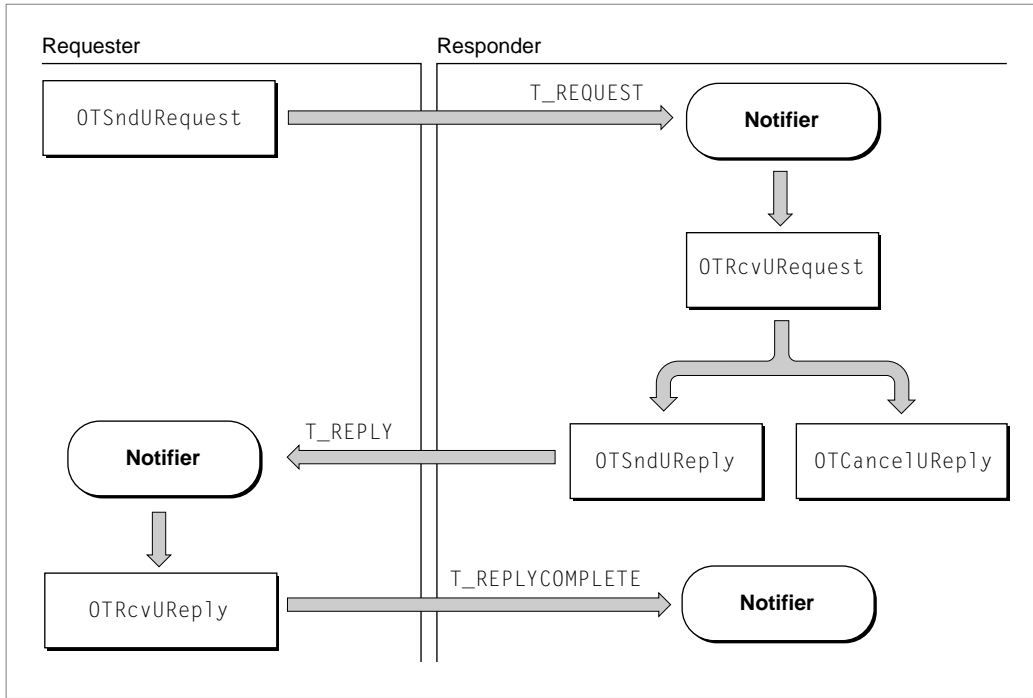 Requester
Responder
OTSndURequest
T_REQUEST
Notifier
OTRcvURequest
T_REPLY
Notifier
OTSndUReply
OTCancelUReply
OTRcvUReply
T_REPLYCOMPLETE
Notifier